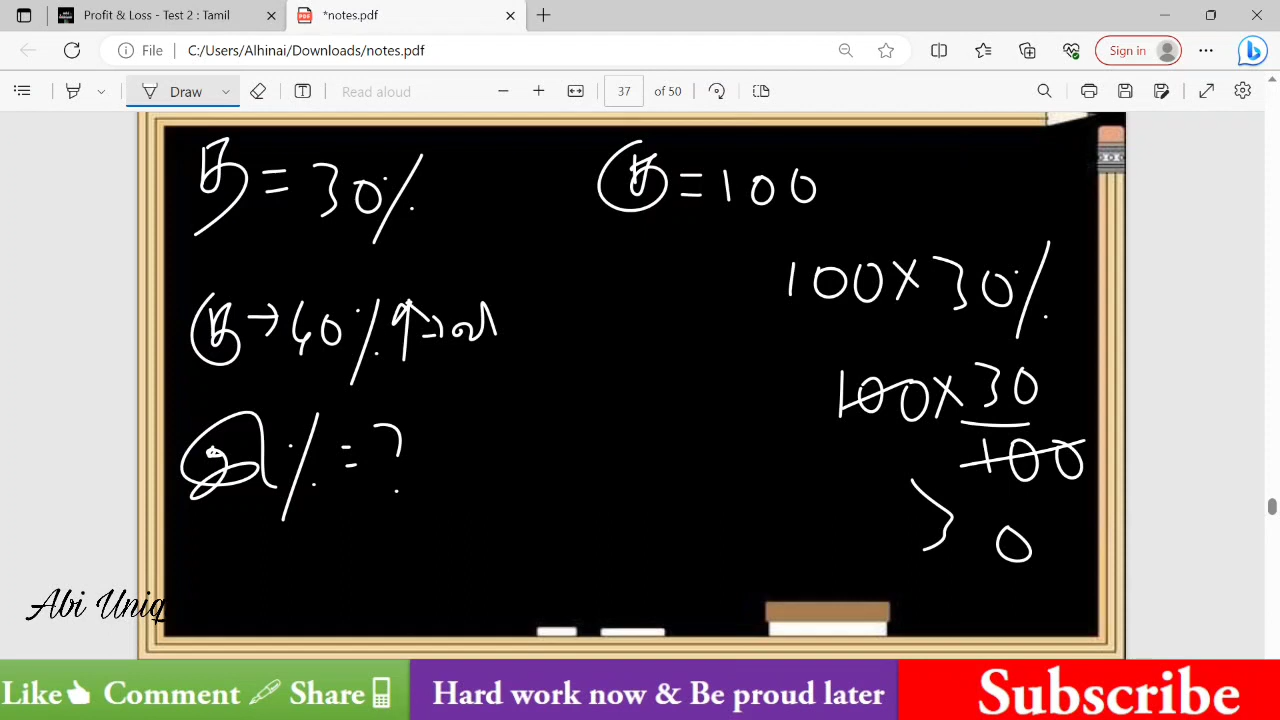 Profit & Loss - Test 2 : Tamil
*notes.pdf
File
C:/Users/Alhinai/Downloads/notes.pdf
Sign in
Draw
Read aloud
37
of 50
= 30%
= 100
100 x 30%
→ 40% ↑
100 x 30
100
% = ?
30
Abi Uniq
Like Comment Share
Hard work now & Be proud later
Subscribe